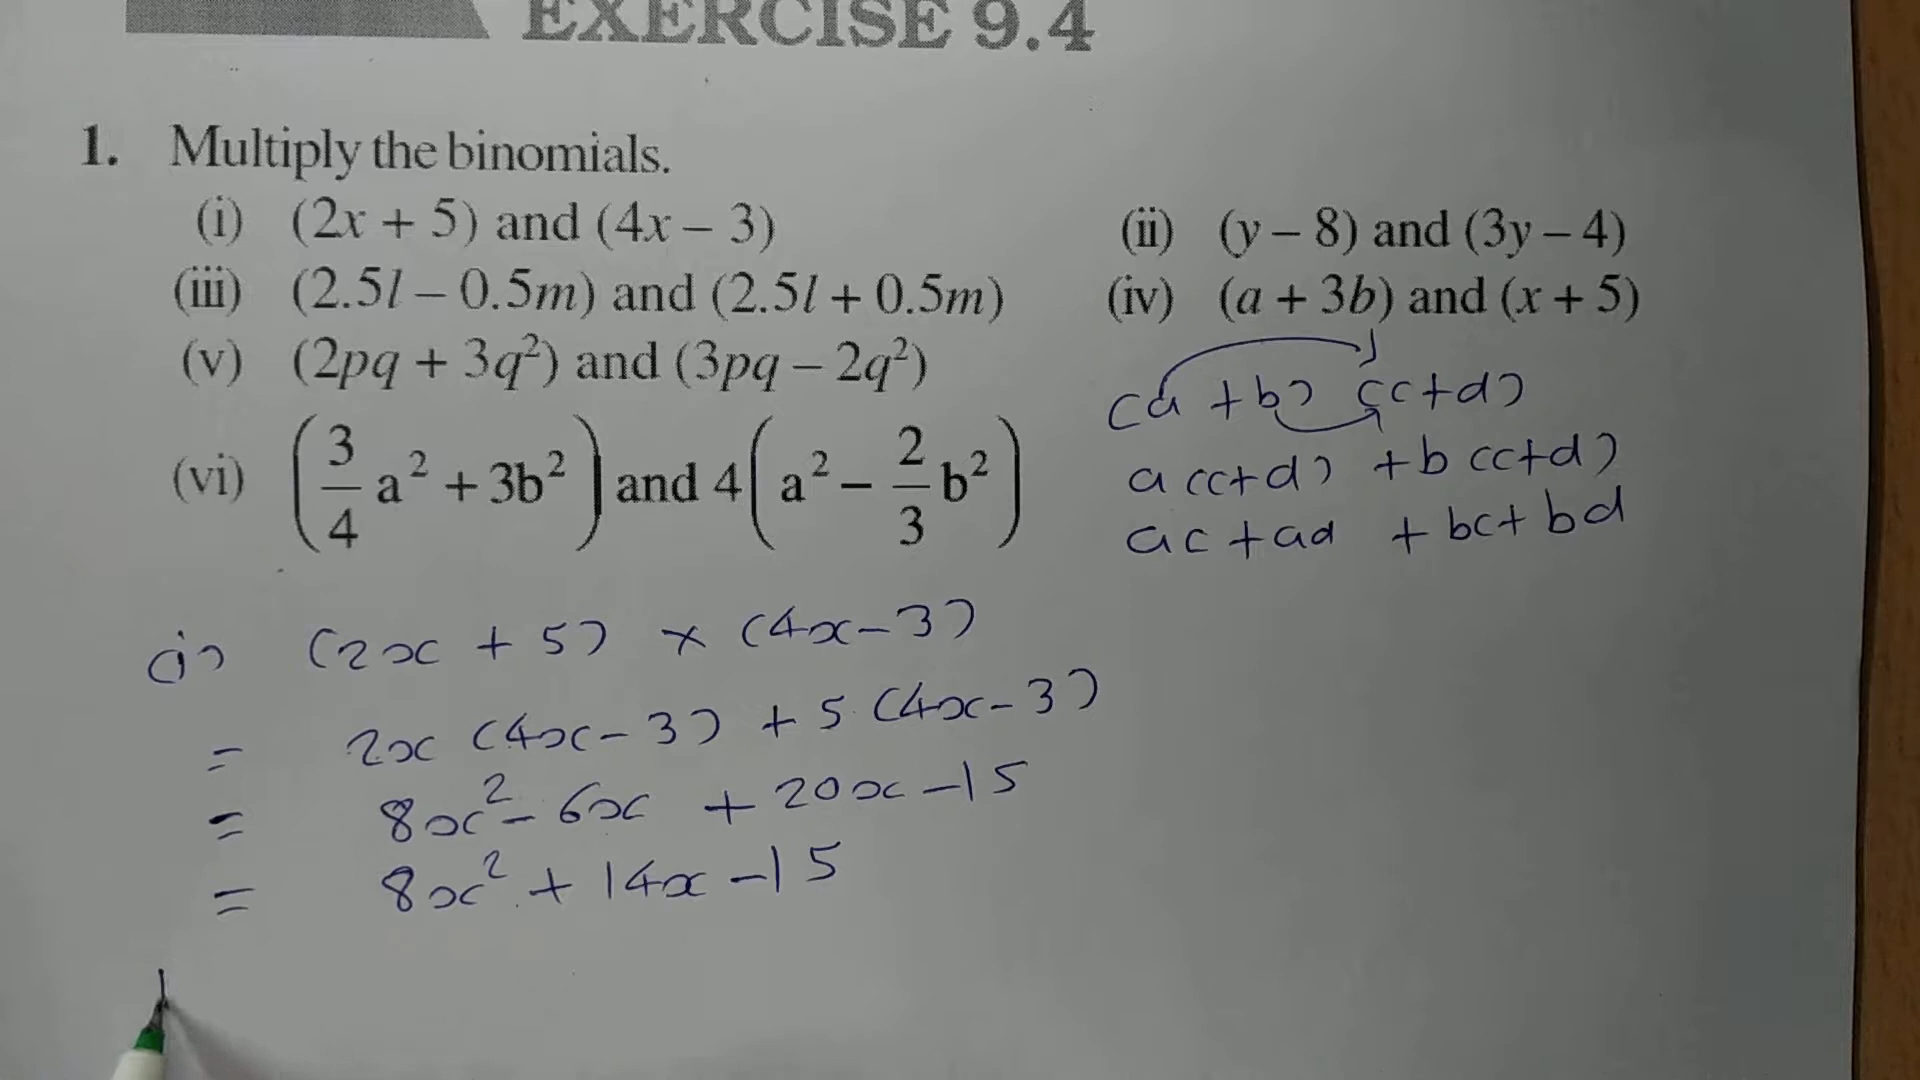 EXERCISE 9.4
1. Multiply the binomials.
(i) (2x + 5) and (4x – 3) (ii) (y – 8) and (3y – 4)
(iii) (2.5l – 0.5m) and (2.5l + 0.5m) (iv) (a + 3b) and (x + 5)
(v) (2pq + 3q²) and (3pq – 2q²)
(vi) (3/4 a² + 3b²) and 4(a² – 2/3 b²)
(a + b) (c+d)
a (c+d) + b (c+d)
ac + ad + bc + bd
(i) (2x + 5) × (4x – 3)
= 2x (4x – 3) + 5 (4x – 3)
= 8x² – 6x + 20x – 15
= 8x² + 14x – 15